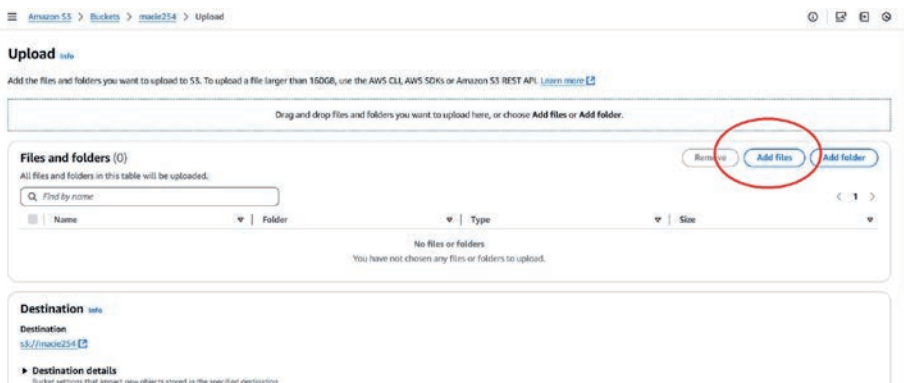 Amazon S3 > Buckets > macie254 > Upload
Upload Info
Add the files and folders you want to upload to S3. To upload a file larger than 160GB, use the AWS CLI, AWS SDKs or Amazon S3 REST API. Learn more
Drag and drop files and folders you want to upload here, or choose Add files or Add folder.
Files and folders (0)
Remove Add files Add folder
All files and folders in this table will be uploaded.
Find by name
< 1 >
Name Folder Type Size
No files or folders
You have not chosen any files or folders to upload.
Destination Info
Destination
s3://macie254
Destination details
Bucket settings that impact new objects stored in the specified destination.